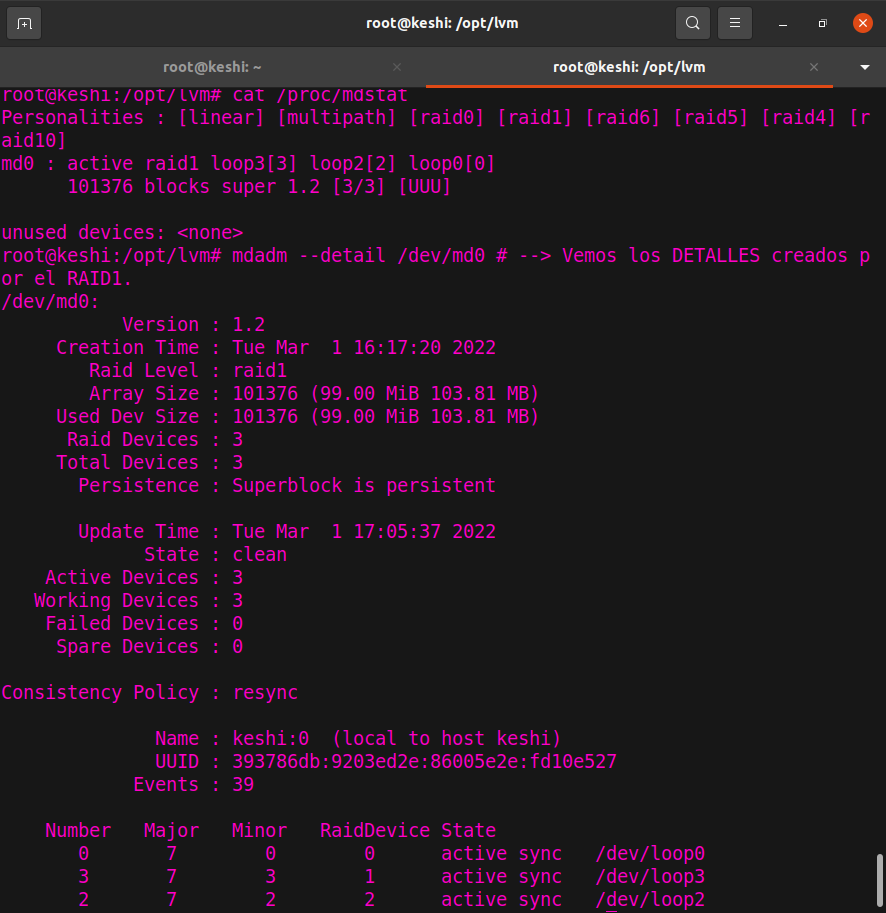 root@keshi: /opt/lvm
root@keshi: ~
root@keshi: /opt/lvm
root@keshi:/opt/lvm# cat /proc/mdstat
Personalities : [linear] [multipath] [raid0] [raid1] [raid6] [raid5] [raid4] [r
aid10]
md0 : active raid1 loop3[3] loop2[2] loop0[0]
      101376 blocks super 1.2 [3/3] [UUU]

unused devices: <none>
root@keshi:/opt/lvm# mdadm --detail /dev/md0 # --> Vemos los DETALLES creados p
or el RAID1.
/dev/md0:
           Version : 1.2
     Creation Time : Tue Mar  1 16:17:20 2022
        Raid Level : raid1
        Array Size : 101376 (99.00 MiB 103.81 MB)
     Used Dev Size : 101376 (99.00 MiB 103.81 MB)
      Raid Devices : 3
     Total Devices : 3
       Persistence : Superblock is persistent

       Update Time : Tue Mar  1 17:05:37 2022
             State : clean
    Active Devices : 3
   Working Devices : 3
    Failed Devices : 0
     Spare Devices : 0

Consistency Policy : resync

              Name : keshi:0  (local to host keshi)
              UUID : 393786db:9203ed2e:86005e2e:fd10e527
            Events : 39

    Number   Major   Minor   RaidDevice State
       0       7        0        0      active sync   /dev/loop0
       3       7        3        1      active sync   /dev/loop3
       2       7        2        2      active sync   /dev/loop2